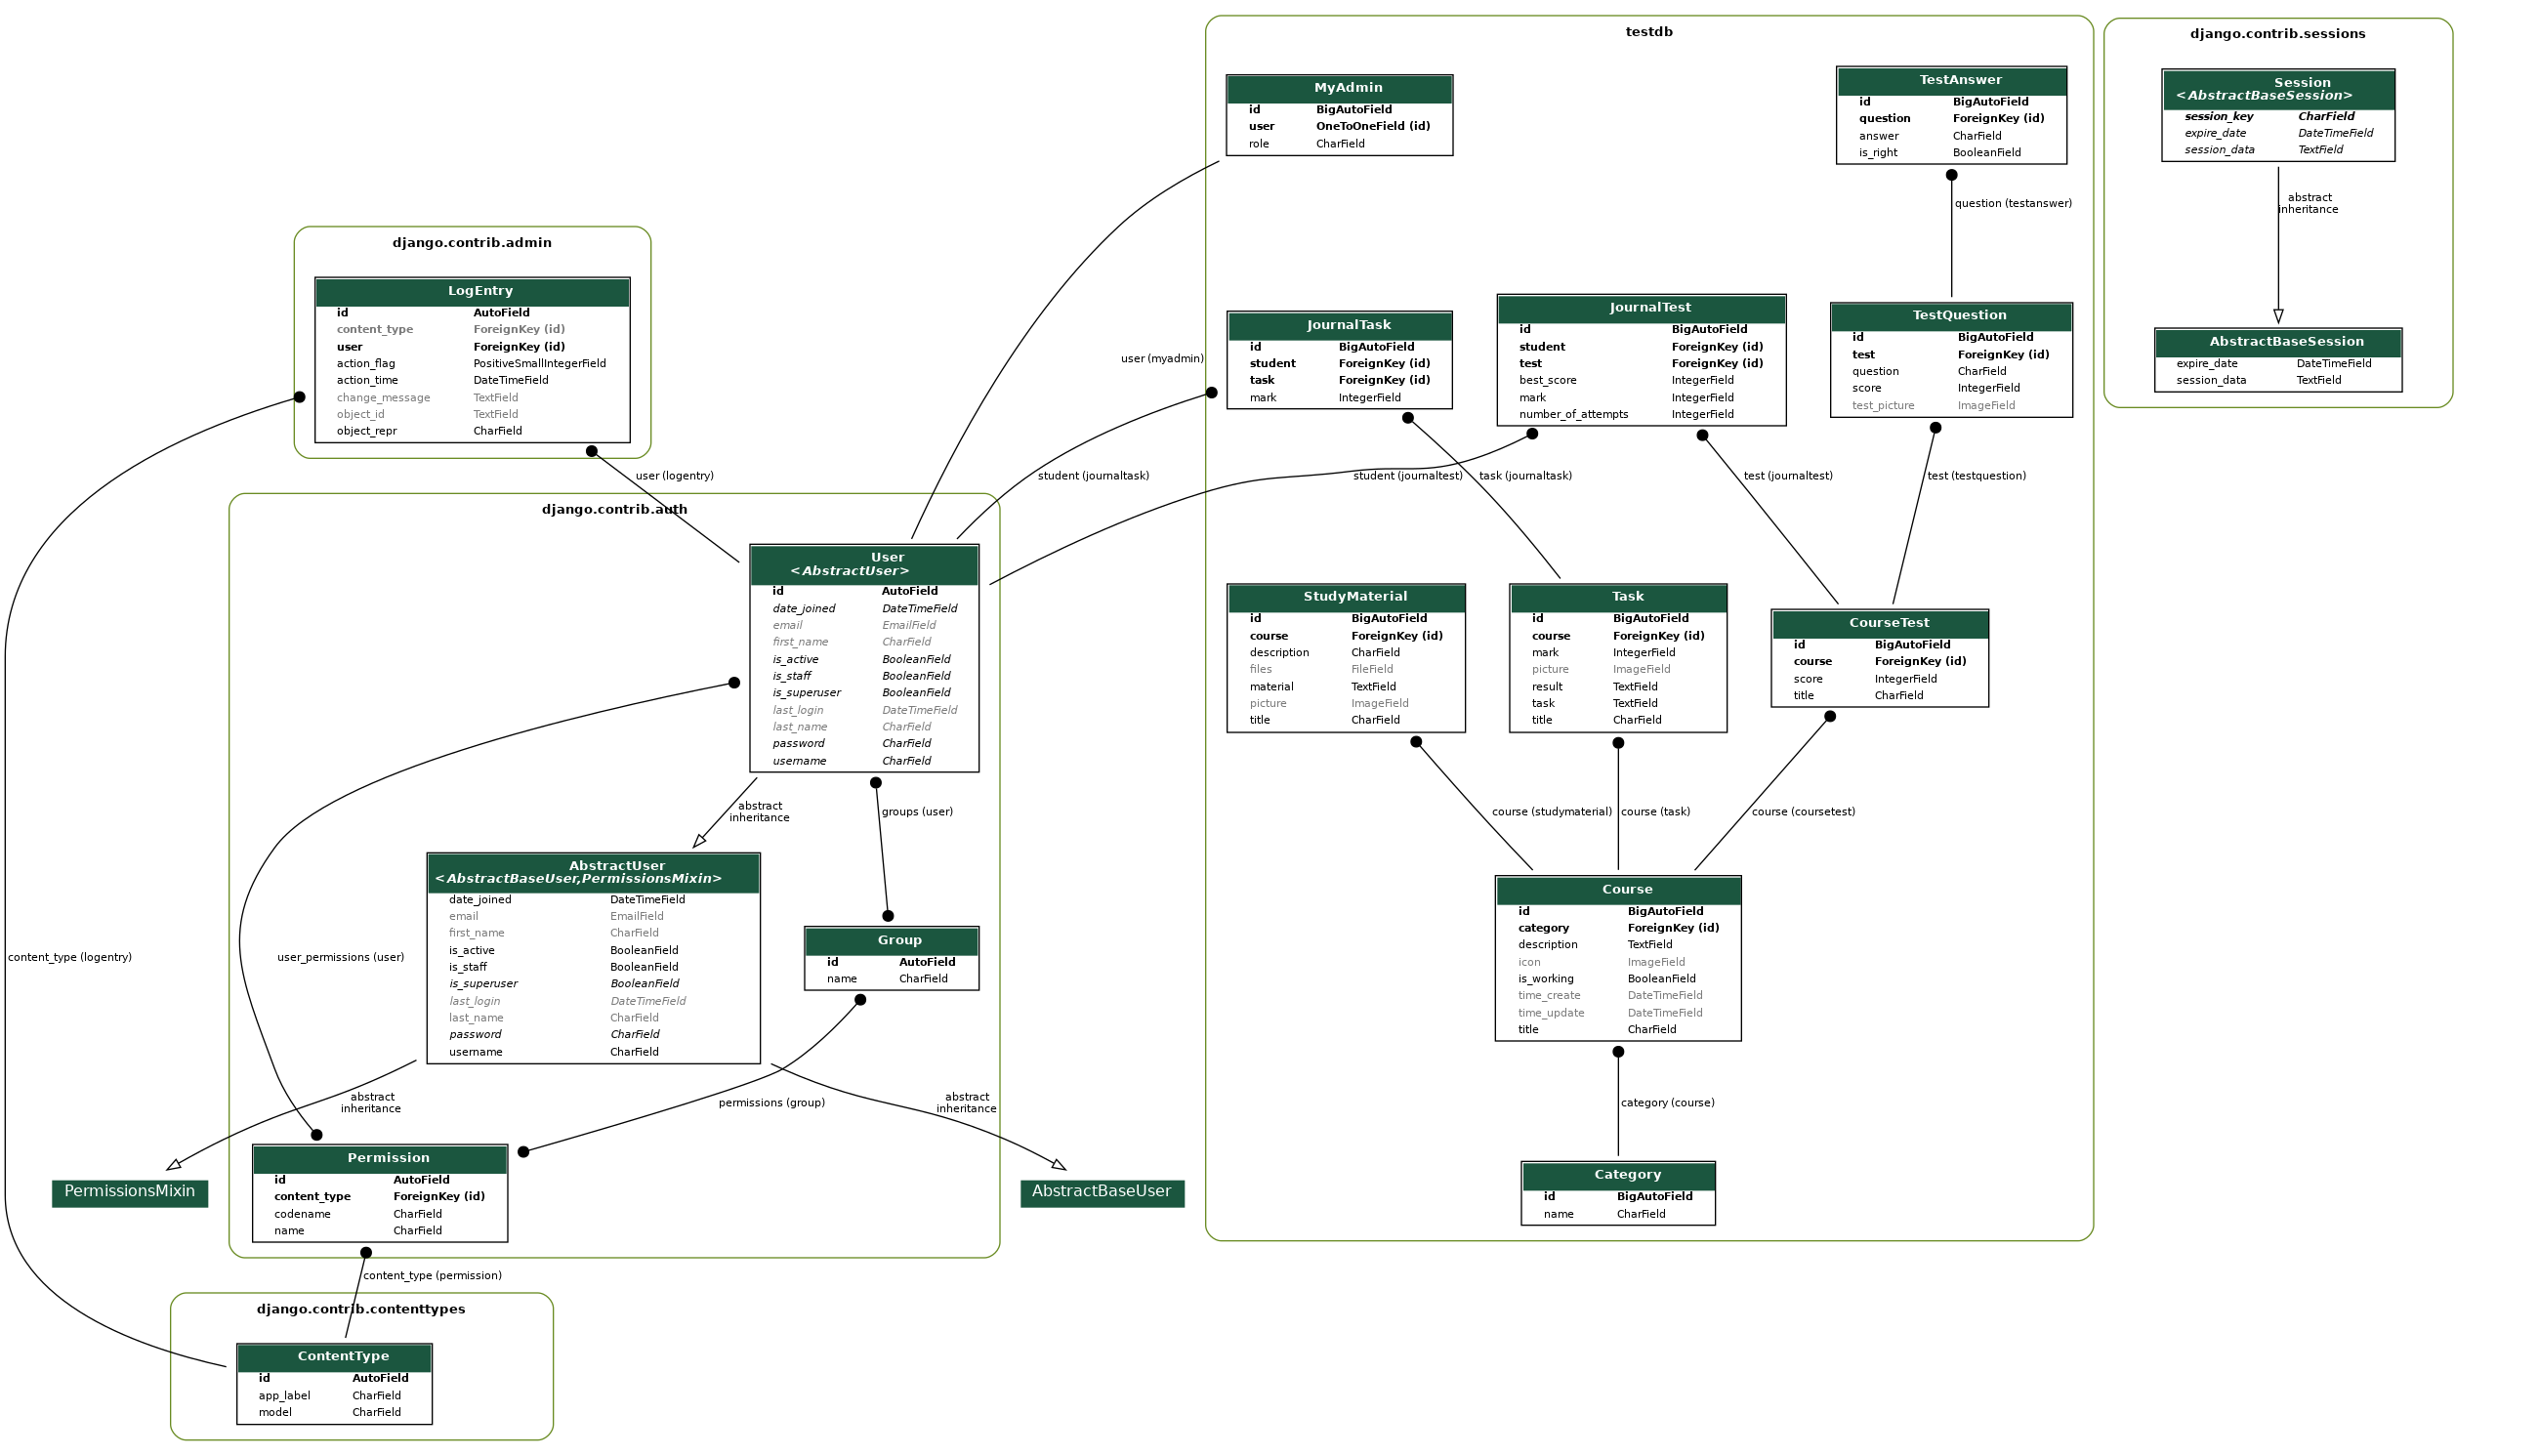 testdb
MyAdmin
id BigAutoField
user OneToOneField (id)
role CharField
TestAnswer
id BigAutoField
question ForeignKey (id)
answer CharField
is_right BooleanField
question (testanswer)
django.contrib.sessions
Session
<AbstractBaseSession>
session_key CharField
expire_date DateTimeField
session_data TextField
abstract
inheritance
AbstractBaseSession
expire_date DateTimeField
session_data TextField
django.contrib.admin
LogEntry
id AutoField
content_type ForeignKey (id)
user ForeignKey (id)
action_flag PositiveSmallIntegerField
action_time DateTimeField
change_message TextField
object_id TextField
object_repr CharField
user (logentry)
user (myadmin)
JournalTask
id BigAutoField
student ForeignKey (id)
task ForeignKey (id)
mark IntegerField
JournalTest
id BigAutoField
student ForeignKey (id)
test ForeignKey (id)
best_score IntegerField
mark IntegerField
number_of_attempts IntegerField
TestQuestion
id BigAutoField
test ForeignKey (id)
question CharField
score IntegerField
test_picture ImageField
student (journaltask)
student (journaltest)
task (journaltask)
test (journaltest)
test (testquestion)
django.contrib.auth
User
<AbstractUser>
id AutoField
date_joined DateTimeField
email EmailField
first_name CharField
is_active BooleanField
is_staff BooleanField
is_superuser BooleanField
last_login DateTimeField
last_name CharField
password CharField
username CharField
StudyMaterial
id BigAutoField
course ForeignKey (id)
description CharField
files FileField
material TextField
picture ImageField
title CharField
Task
id BigAutoField
course ForeignKey (id)
mark IntegerField
picture ImageField
result TextField
task TextField
title CharField
CourseTest
id BigAutoField
course ForeignKey (id)
score IntegerField
title CharField
abstract
inheritance
groups (user)
course (studymaterial)
course (task)
course (coursetest)
AbstractUser
<AbstractBaseUser,PermissionsMixin>
date_joined DateTimeField
email EmailField
first_name CharField
is_active BooleanField
is_staff BooleanField
is_superuser BooleanField
last_login DateTimeField
last_name CharField
password CharField
username CharField
Group
id AutoField
name CharField
Course
id BigAutoField
category ForeignKey (id)
description TextField
icon ImageField
is_working BooleanField
time_create DateTimeField
time_update DateTimeField
title CharField
content_type (logentry)
user_permissions (user)
abstract
inheritance
permissions (group)
abstract
inheritance
category (course)
PermissionsMixin
Permission
id AutoField
content_type ForeignKey (id)
codename CharField
name CharField
AbstractBaseUser
Category
id BigAutoField
name CharField
content_type (permission)
django.contrib.contenttypes
ContentType
id AutoField
app_label CharField
model CharField